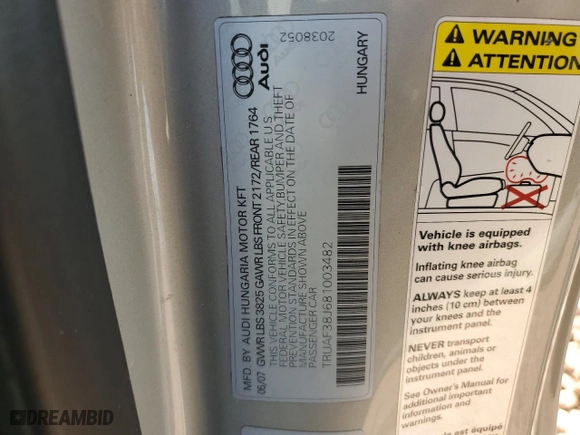 2038052
Audi
HUNGARY
MFD. BY AUDI HUNGARIA MOTOR KFT
05/07 GVWR LBS 3825 GAWR LBS FRONT 2172/REAR 1764
THIS VEHICLE CONFORMS TO ALL APPLICABLE U.S.
FEDERAL MOTOR VEHICLE SAFETY, BUMPER AND THEFT
PREVENTION STANDARDS IN EFFECT ON THE DATE OF
MANUFACTURE SHOWN ABOVE
PASSENGER CAR
TRUAF38J681003482
WARNING
ATTENTION
Vehicle is equipped
with knee airbags.
Inflating knee airbag
can cause serious injury.
ALWAYS keep at least 4
inches (10 cm) between
your knees and the
instrument panel.
NEVER transport
children, animals or
objects under the
instrument panel.
See Owner's Manual for
additional important
information and
warnings.
est équipé
DREAMBID